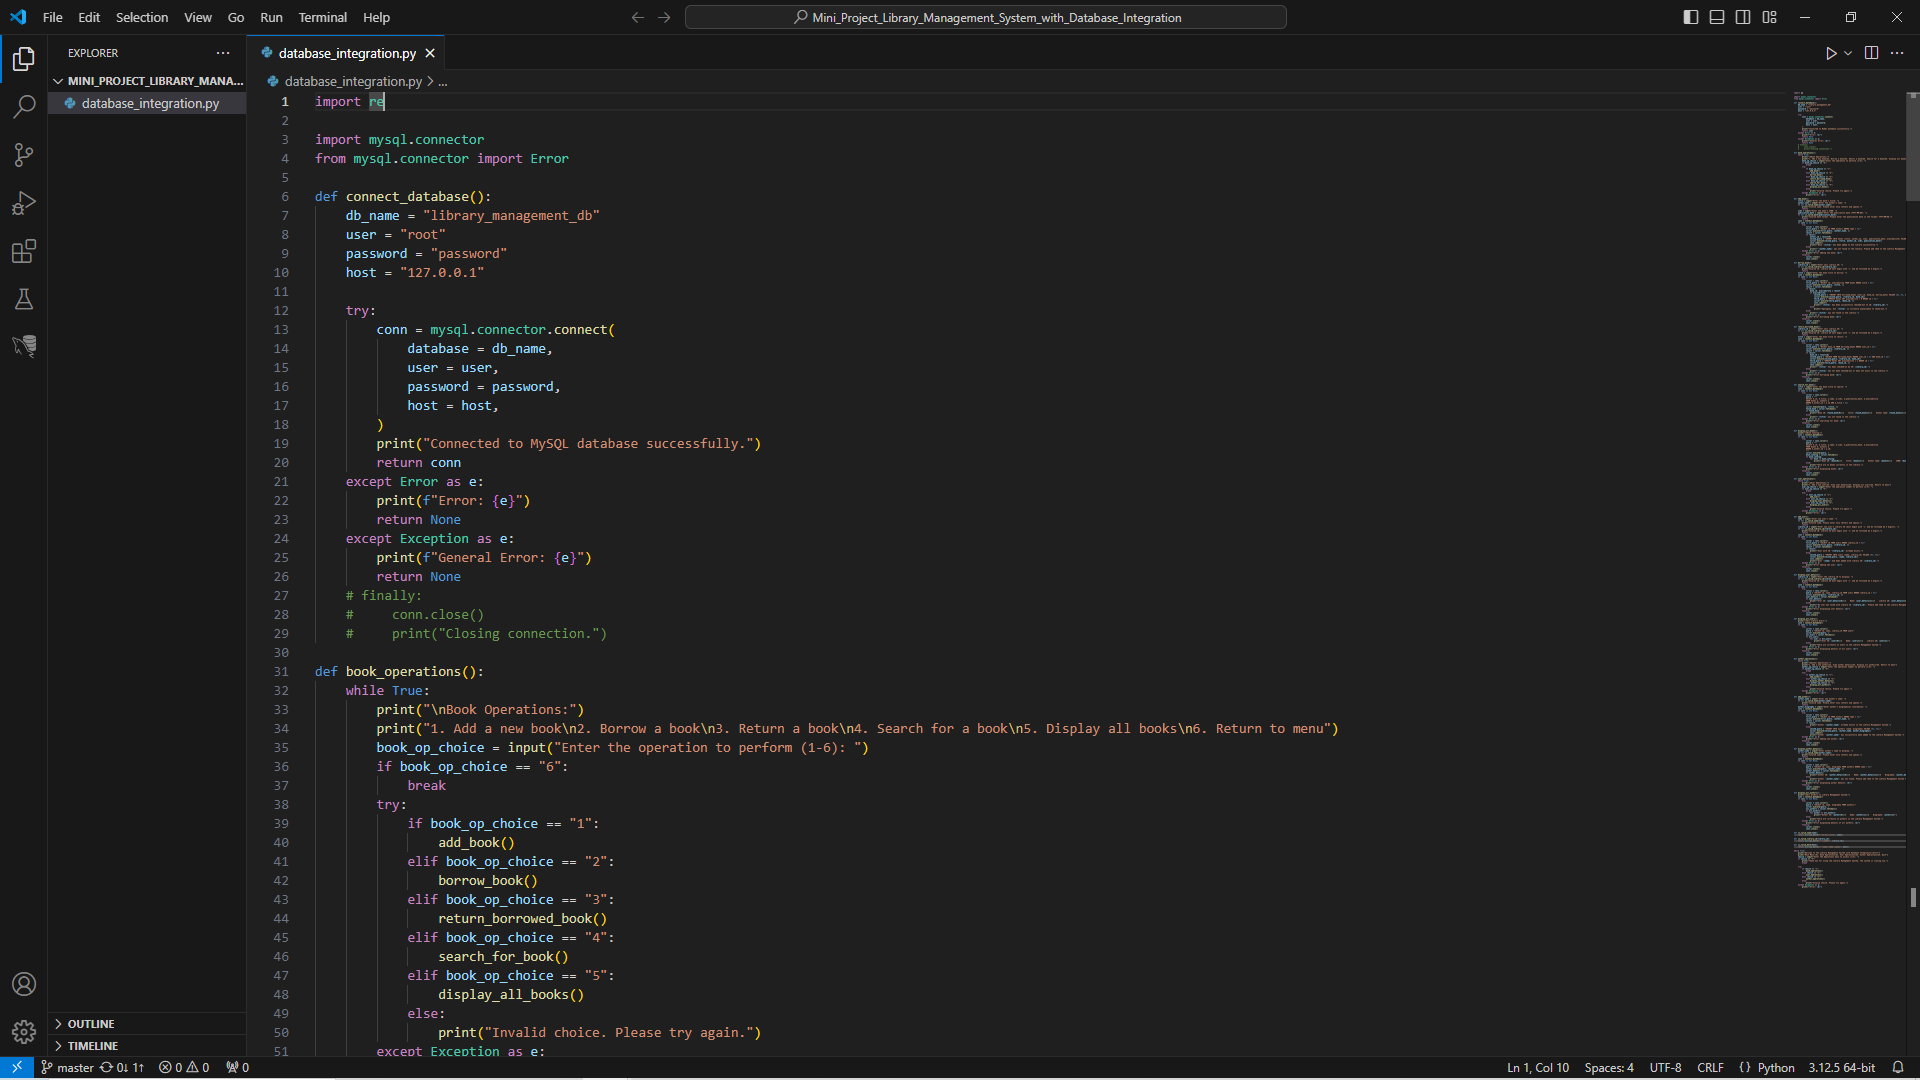 File Edit Selection View Go Run Terminal Help
Mini_Project_Library_Management_System_with_Database_Integration
EXPLORER
MINI_PROJECT_LIBRARY_MANA...
database_integration.py
OUTLINE
TIMELINE
database_integration.py
database_integration.py > ...
1 import re
2
3 import mysql.connector
4 from mysql.connector import Error
5
6 def connect_database():
7     db_name = "library_management_db"
8     user = "root"
9     password = "password"
10     host = "127.0.0.1"
11
12     try:
13         conn = mysql.connector.connect(
14             database = db_name,
15             user = user,
16             password = password,
17             host = host,
18         )
19         print("Connected to MySQL database successfully.")
20         return conn
21     except Error as e:
22         print(f"Error: {e}")
23         return None
24     except Exception as e:
25         print(f"General Error: {e}")
26         return None
27     # finally:
28     #     conn.close()
29     #     print("Closing connection.")
30
31 def book_operations():
32     while True:
33         print("\nBook Operations:")
34         print("1. Add a new book\n2. Borrow a book\n3. Return a book\n4. Search for a book\n5. Display all books\n6. Return to menu")
35         book_op_choice = input("Enter the operation to perform (1-6): ")
36         if book_op_choice == "6":
37             break
38         try:
39             if book_op_choice == "1":
40                 add_book()
41             elif book_op_choice == "2":
42                 borrow_book()
43             elif book_op_choice == "3":
44                 return_borrowed_book()
45             elif book_op_choice == "4":
46                 search_for_book()
47             elif book_op_choice == "5":
48                 display_all_books()
49             else:
50                 print("Invalid choice. Please try again.")
51         except Exception as e:
master 0↓ 1↑ 0 0 0 Ln 1, Col 10 Spaces: 4 UTF-8 CRLF {} Python 3.12.5 64-bit